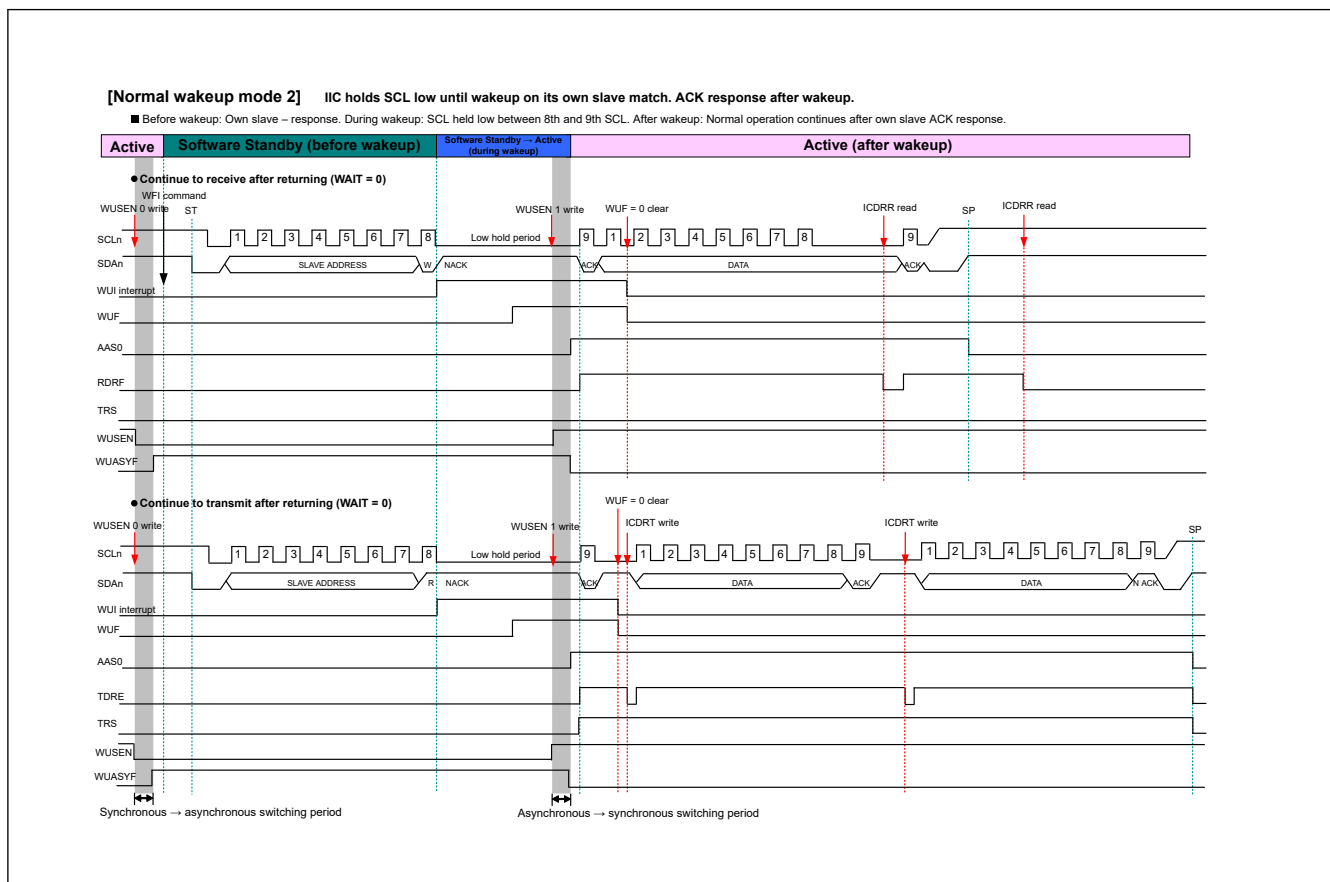 [Normal wakeup mode 2] IIC holds SCL low until wakeup on its own slave match. ACK response after wakeup.
■ Before wakeup: Own slave – response. During wakeup: SCL held low between 8th and 9th SCL. After wakeup: Normal operation continues after own slave ACK response.
Active Software Standby (before wakeup) Software Standby → Active (during wakeup) Active (after wakeup)
● Continue to receive after returning (WAIT = 0)
WFI command
WUSEN 0 write ST WUSEN 1 write WUF = 0 clear ICDRR read SP ICDRR read
SCLn 1 2 3 4 5 6 7 8 Low hold period 9 1 2 3 4 5 6 7 8 9
SDAn SLAVE ADDRESS W NACK ACK DATA ACK
WUI interrupt
WUF
AAS0
RDRF
TRS
WUSEN
WUASYF
● Continue to transmit after returning (WAIT = 0)
WUF = 0 clear
WUSEN 0 write WUSEN 1 write ICDRT write ICDRT write SP
SCLn 1 2 3 4 5 6 7 8 Low hold period 9 1 2 3 4 5 6 7 8 9 1 2 3 4 5 6 7 8 9
SDAn SLAVE ADDRESS R NACK ACK DATA ACK DATA N ACK
WUI interrupt
WUF
AAS0
TDRE
TRS
WUSEN
WUASYF
Synchronous → asynchronous switching period Asynchronous → synchronous switching period